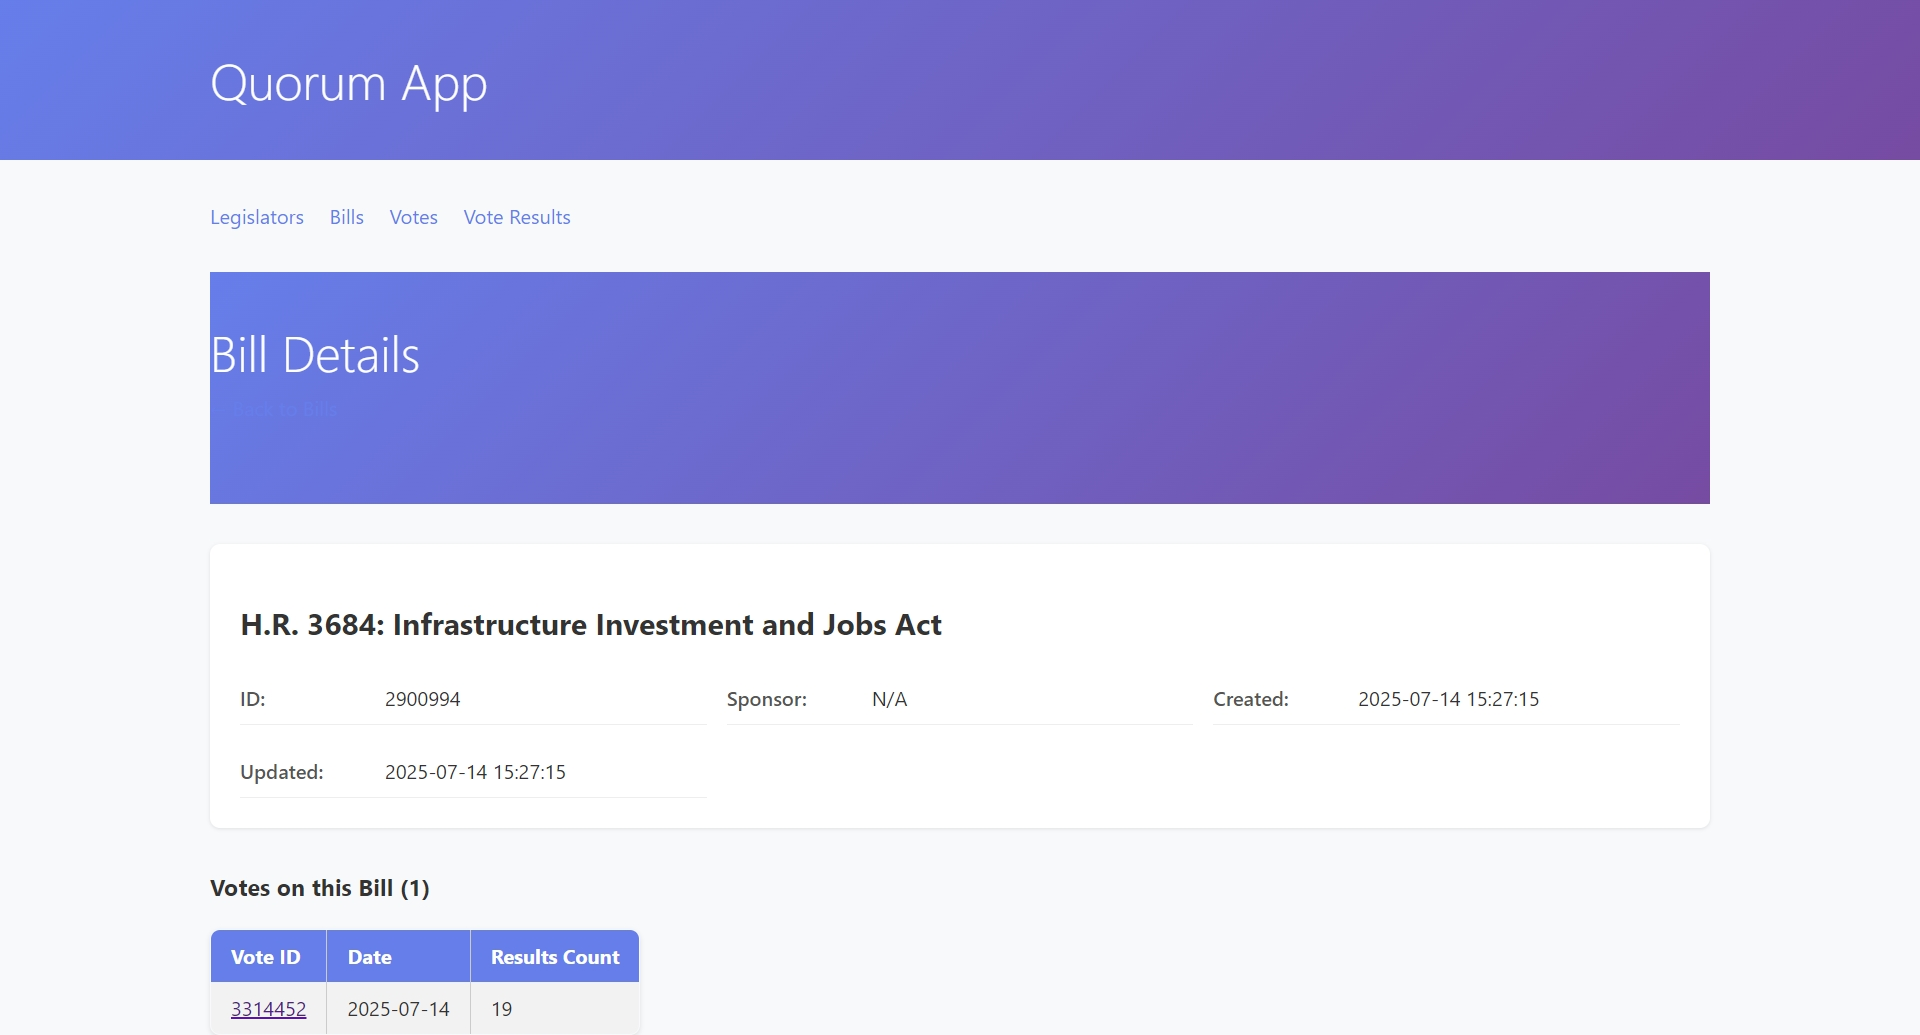 Quorum App
Legislators Bills Votes Vote Results
Bill Details
← Back to Bills
H.R. 3684: Infrastructure Investment and Jobs Act
ID: 2900994 Sponsor: N/A Created: 2025-07-14 15:27:15
Updated: 2025-07-14 15:27:15
Votes on this Bill (1)
Vote ID Date Results Count
3314452 2025-07-14 19